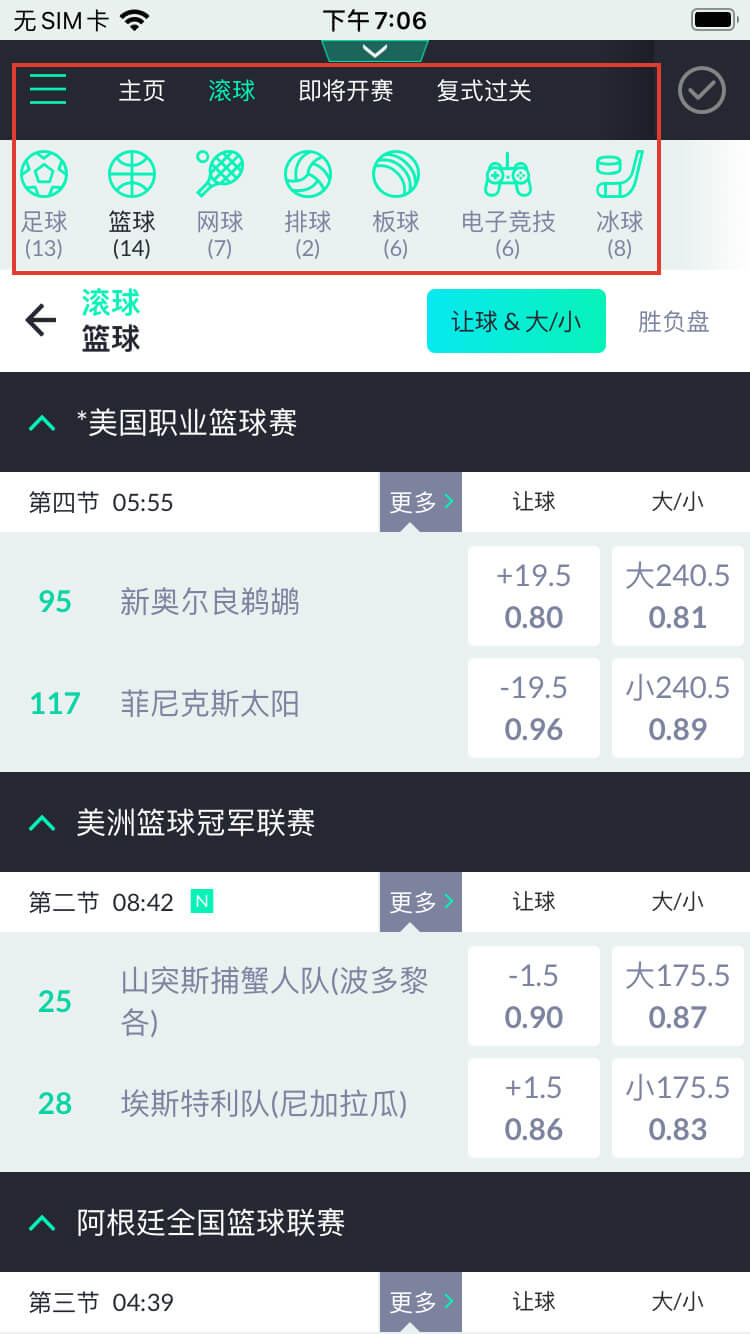 无SIM卡 下午7:06
主页 滚球 即将开赛 复式过关
足球 篮球 网球 排球 板球 电子竞技 冰球
(13) (14) (7) (2) (6) (6) (8)
滚球
篮球
让球 & 大/小 胜负盘
*美国职业篮球赛
第四节 05:55 更多 让球 大/小
95 新奥尔良鹈鹕 +19.5 大240.5
0.80 0.81
117 菲尼克斯太阳 -19.5 小240.5
0.96 0.89
美洲篮球冠军联赛
第二节 08:42 N 更多 让球 大/小
25 山突斯捕蟹人队(波多黎各) -1.5 大175.5
0.90 0.87
28 埃斯特利队(尼加拉瓜) +1.5 小175.5
0.86 0.83
阿根廷全国篮球联赛
第三节 04:39 更多 让球 大/小